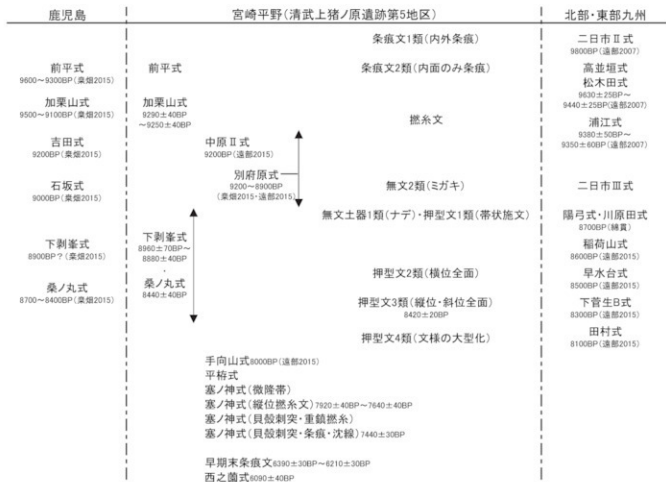 鹿児島
宮崎平野(清武上猪ノ原遺跡第5地区)
北部・東部九州
条痕文1類(内外条痕)
二日市Ⅱ式
9800BP(遠部2007)
前平式
9600～9300BP(桒畑2015)
前平式
条痕文2類(内面のみ条痕)
高並垣式
松木田式
9630±25BP～
9440±25BP(遠部2007)
加栗山式
9500～9100BP(桒畑2015)
加栗山式
9290±40BP
～9250±40BP
撚糸文
浦江式
9380±50BP～
9350±60BP(遠部2007)
吉田式
9200BP(桒畑2015)
中原Ⅱ式
9200BP(遠部2015)
別府原式
9200～8900BP
(桒畑2015・遠部2015)
石坂式
9000BP(桒畑2015)
無文2類(ミガキ)
二日市Ⅲ式
無文土器1類(ナデ)・押型文1類(帯状施文)
陽弓式・川原田式
8700BP(綿貫)
下剥峯式
8900BP?(桒畑2015)
下剥峯式
8960±70BP～
8880±40BP
・
桑ノ丸式
8440±40BP
稲荷山式
8600BP(遠部2015)
桑ノ丸式
8700～8400BP(桒畑2015)
押型文2類(横位全面)
早水台式
8500BP(遠部2015)
押型文3類(縦位・斜位全面)
8420±20BP
下菅生B式
8300BP(遠部2015)
押型文4類(文様の大型化)
田村式
8100BP(遠部2015)
手向山式8000BP(遠部2015)
平栫式
塞ノ神式(微隆帯)
塞ノ神式(縦位撚糸文)7920±40BP～7640±40BP
塞ノ神式(貝殻刺突・重鎖撚糸)
塞ノ神式(貝殻刺突・条痕・沈線)7440±30BP
早期末条痕文6390±30BP～6210±30BP
西之薗式6090±40BP